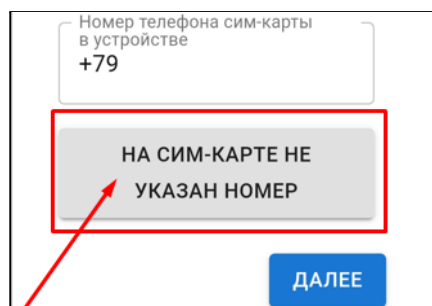 Номер телефона сим-карты
в устройстве
+79
НА СИМ-КАРТЕ НЕ
УКАЗАН НОМЕР
ДАЛЕЕ